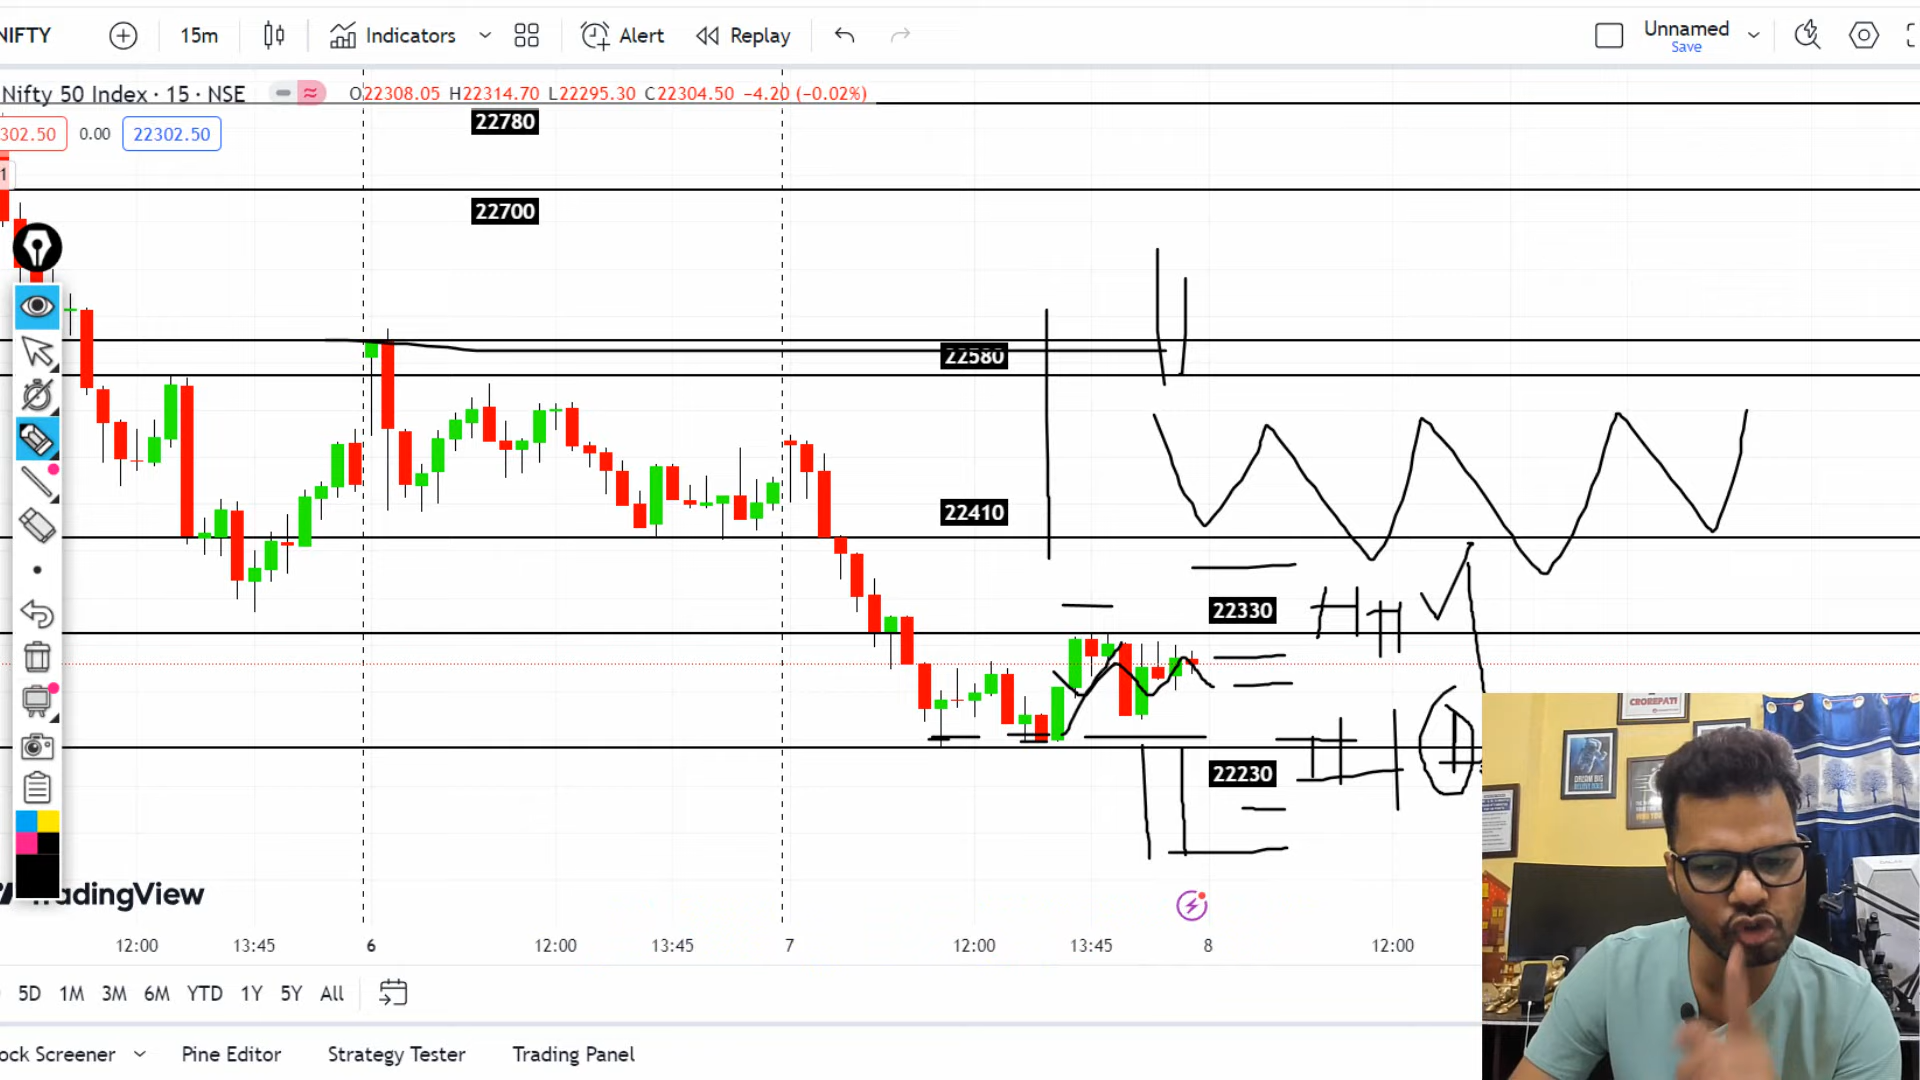 NIFTY 15m Indicators Alert Replay Unnamed
Save
Nifty 50 Index · 15 · NSE O22308.05 H22314.70 L22295.30 C22304.50 −4.20 (−0.02%)
302.50 0.00 22302.50
22780
1
22700
22580
22410
22330
22230
TradingView
12:00 13:45 6 12:00 13:45 7 12:00 13:45 8 12:00
5D 1M 3M 6M YTD 1Y 5Y All
ock Screener Pine Editor Strategy Tester Trading Panel
CROREPATI
DREAM BIG